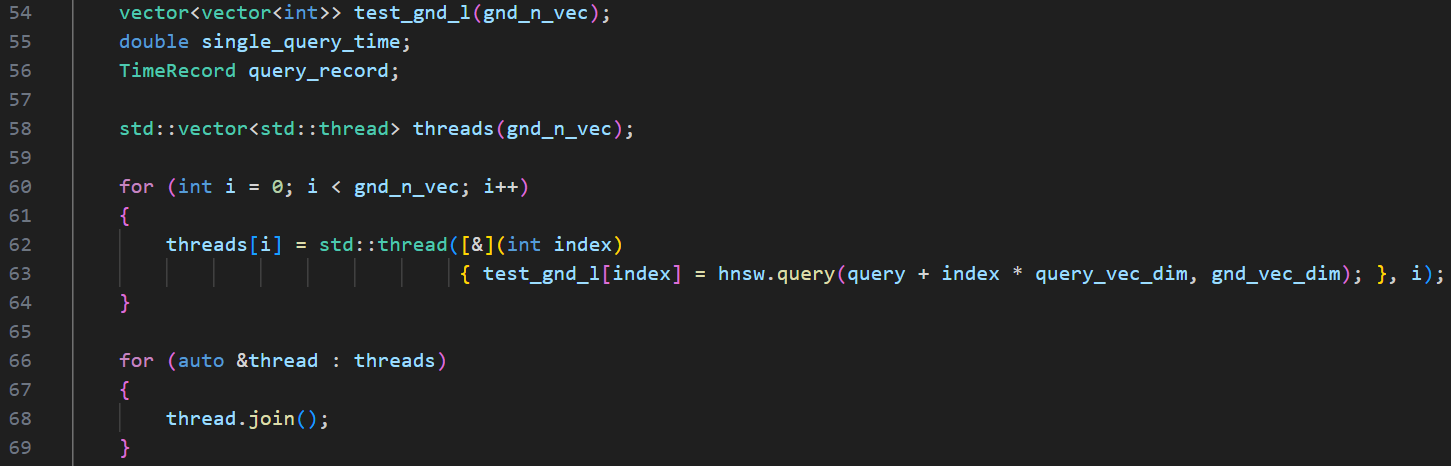 54 vector<vector<int>> test_gnd_l(gnd_n_vec);
55 double single_query_time;
56 TimeRecord query_record;
57
58 std::vector<std::thread> threads(gnd_n_vec);
59
60 for (int i = 0; i < gnd_n_vec; i++)
61 {
62 threads[i] = std::thread([&](int index)
63 { test_gnd_l[index] = hnsw.query(query + index * query_vec_dim, gnd_vec_dim); }, i);
64 }
65
66 for (auto &thread : threads)
67 {
68 thread.join();
69 }